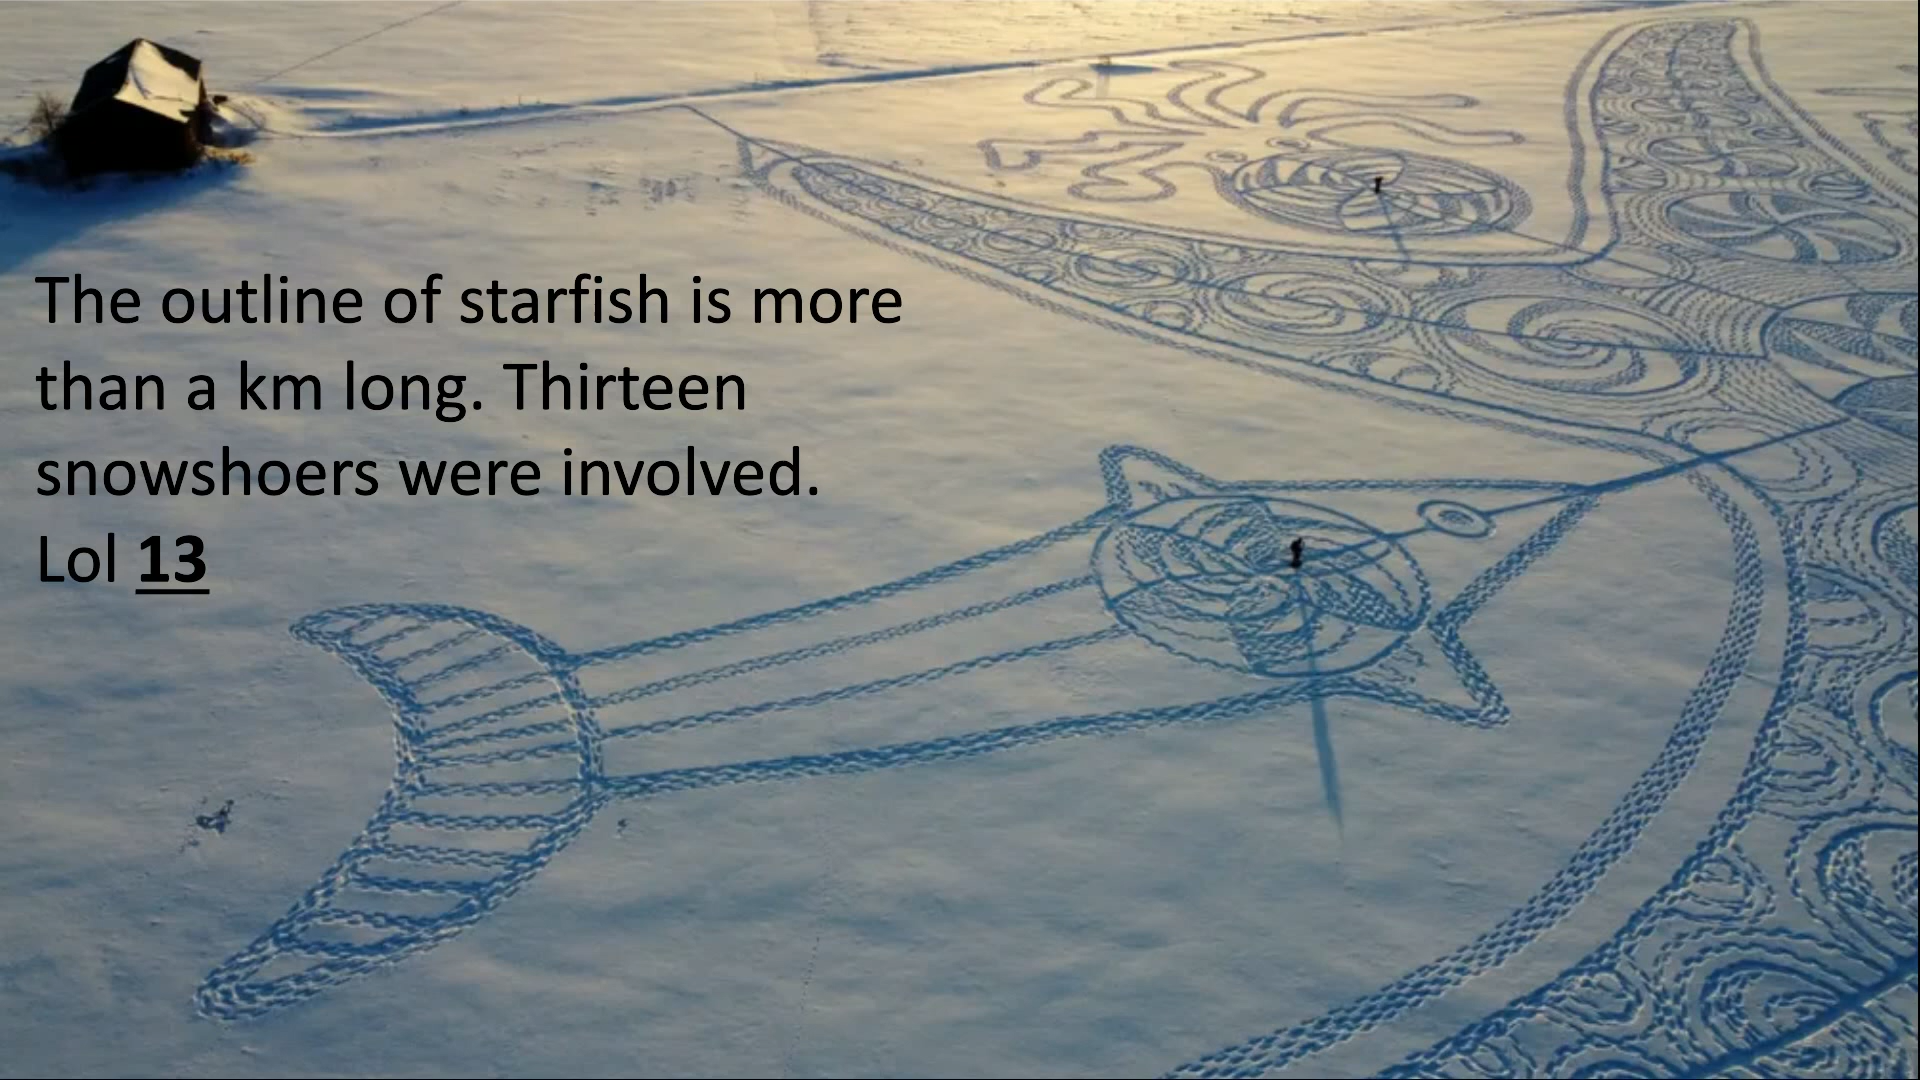 The outline of starfish is more
than a km long. Thirteen
snowshoers were involved.
Lol 13